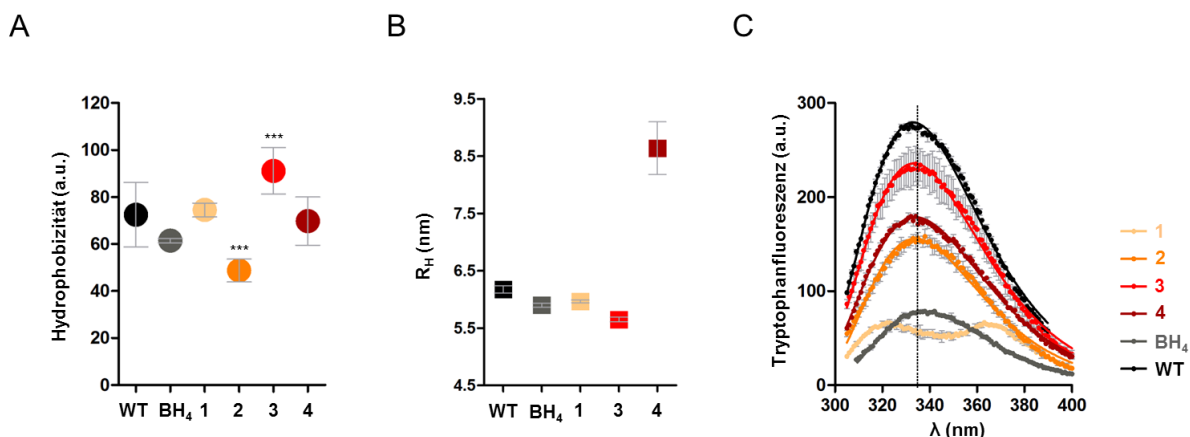 A
B
C
Hydrophobizität (a.u.)
120
100
80
60
40
20
0
***
***
WT BH₄ 1 2 3 4
R_H (nm)
9.5
8.5
7.5
6.5
5.5
4.5
WT BH₄ 1 3 4
Tryptophanfluoreszenz (a.u.)
300
200
100
0
300 320 340 360 380 400
λ (nm)
1
2
3
4
BH₄
WT